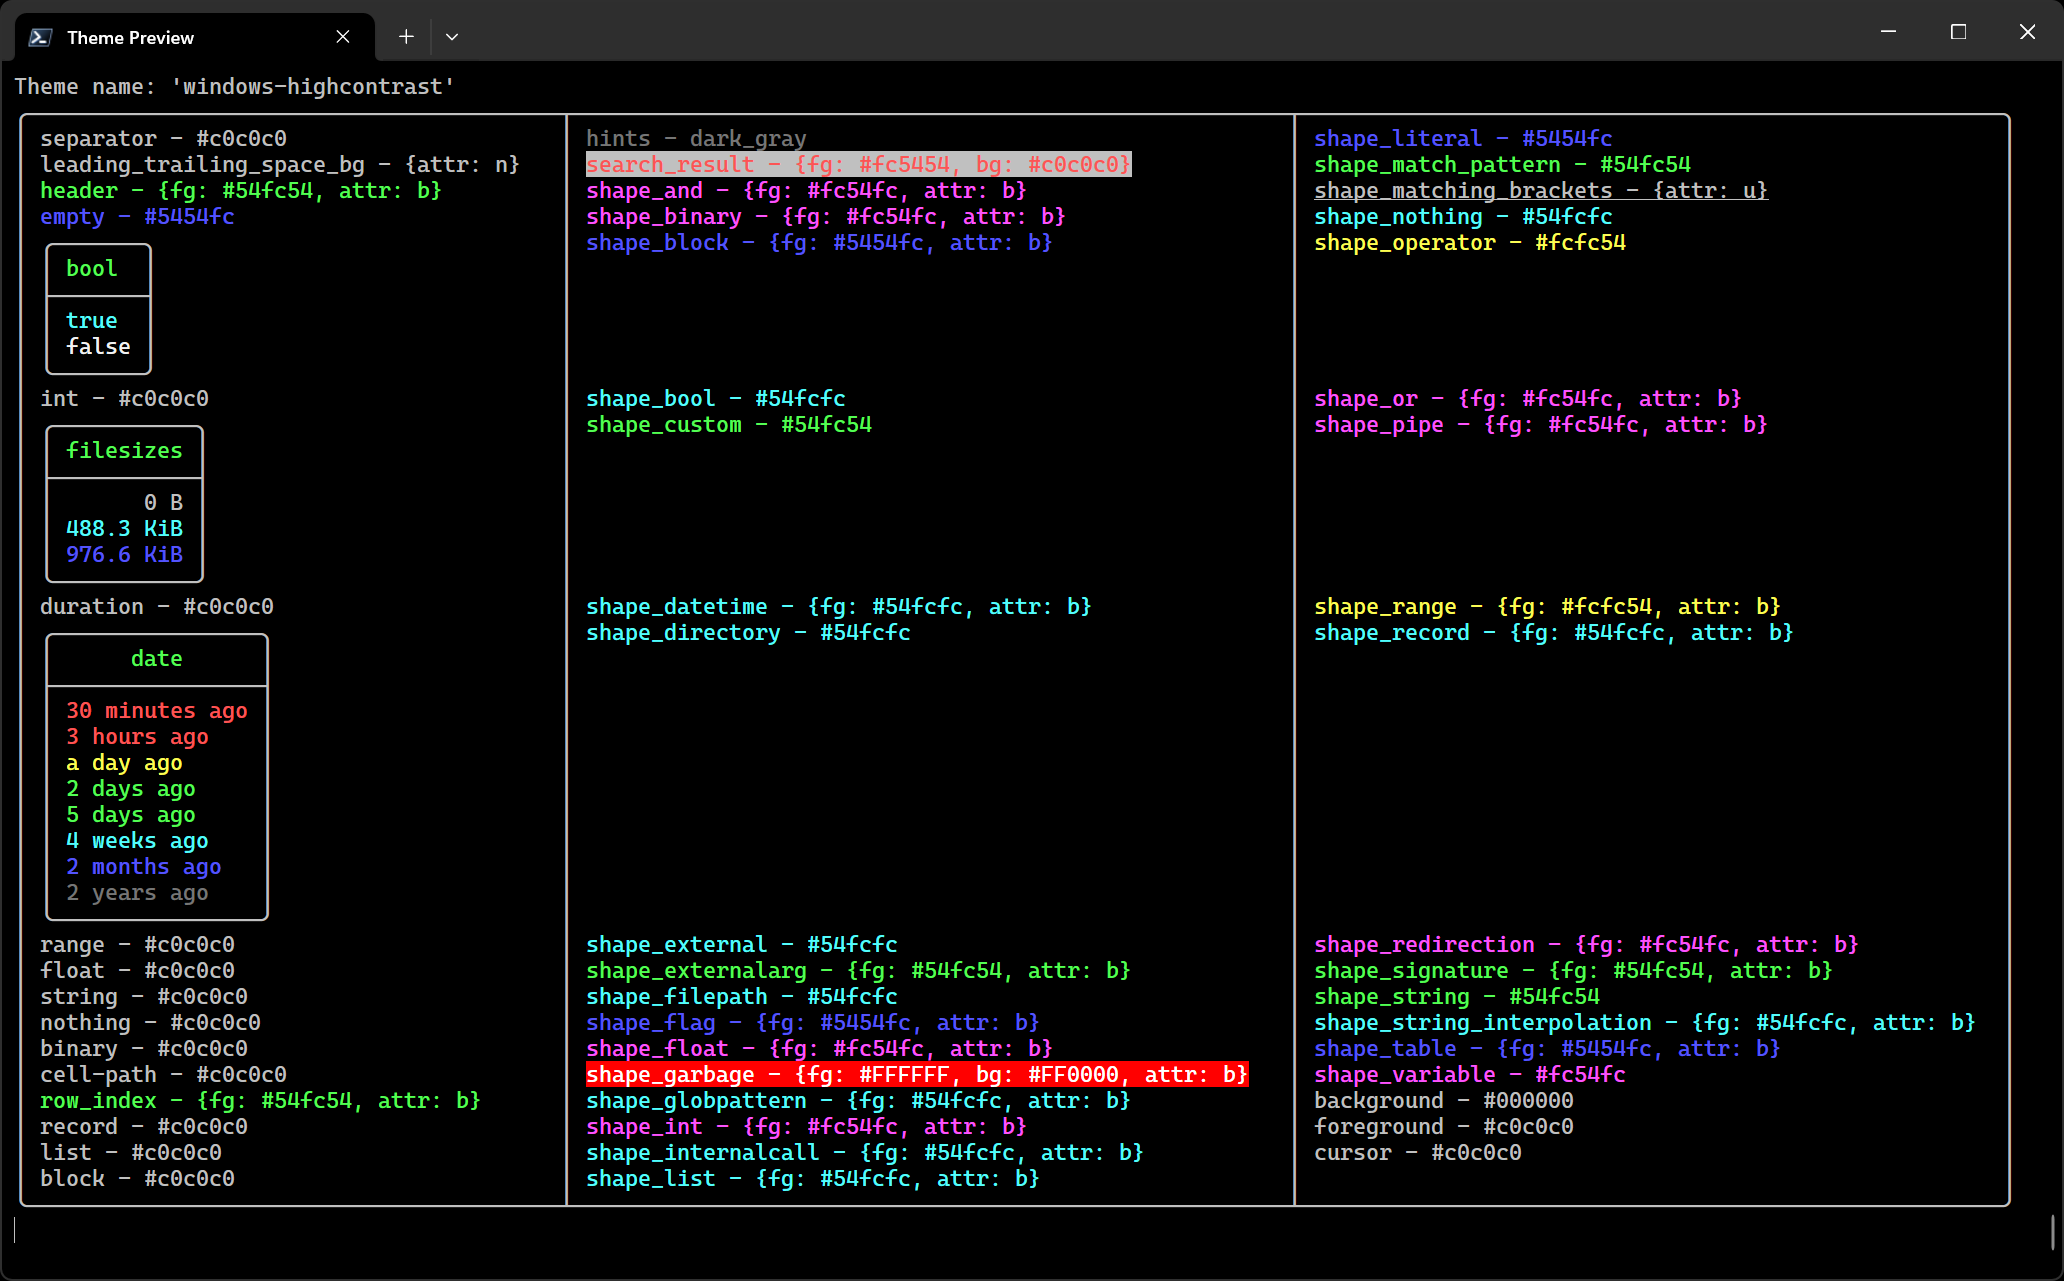 Theme Preview
Theme name: 'windows-highcontrast'
separator - #c0c0c0
leading_trailing_space_bg - {attr: n}
header - {fg: #54fc54, attr: b}
empty - #5454fc
bool
true
false
int - #c0c0c0
filesizes
0 B
488.3 KiB
976.6 KiB
duration - #c0c0c0
date
30 minutes ago
3 hours ago
a day ago
2 days ago
5 days ago
4 weeks ago
2 months ago
2 years ago
range - #c0c0c0
float - #c0c0c0
string - #c0c0c0
nothing - #c0c0c0
binary - #c0c0c0
cell-path - #c0c0c0
row_index - {fg: #54fc54, attr: b}
record - #c0c0c0
list - #c0c0c0
block - #c0c0c0
hints - dark_gray
search_result - {fg: #fc5454, bg: #c0c0c0}
shape_and - {fg: #fc54fc, attr: b}
shape_binary - {fg: #fc54fc, attr: b}
shape_block - {fg: #5454fc, attr: b}
shape_bool - #54fcfc
shape_custom - #54fc54
shape_datetime - {fg: #54fcfc, attr: b}
shape_directory - #54fcfc
shape_external - #54fcfc
shape_externalarg - {fg: #54fc54, attr: b}
shape_filepath - #54fcfc
shape_flag - {fg: #5454fc, attr: b}
shape_float - {fg: #fc54fc, attr: b}
shape_garbage - {fg: #FFFFFF, bg: #FF0000, attr: b}
shape_globpattern - {fg: #54fcfc, attr: b}
shape_int - {fg: #fc54fc, attr: b}
shape_internalcall - {fg: #54fcfc, attr: b}
shape_list - {fg: #54fcfc, attr: b}
shape_literal - #5454fc
shape_match_pattern - #54fc54
shape_matching_brackets - {attr: u}
shape_nothing - #54fcfc
shape_operator - #fcfc54
shape_or - {fg: #fc54fc, attr: b}
shape_pipe - {fg: #fc54fc, attr: b}
shape_range - {fg: #fcfc54, attr: b}
shape_record - {fg: #54fcfc, attr: b}
shape_redirection - {fg: #fc54fc, attr: b}
shape_signature - {fg: #54fc54, attr: b}
shape_string - #54fc54
shape_string_interpolation - {fg: #54fcfc, attr: b}
shape_table - {fg: #5454fc, attr: b}
shape_variable - #fc54fc
background - #000000
foreground - #c0c0c0
cursor - #c0c0c0